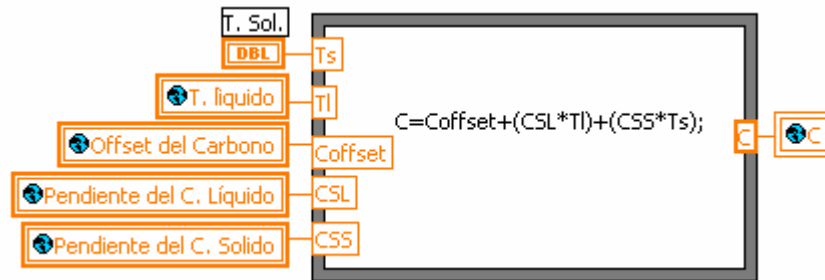 T. Sol.
DBL Ts
T. lìquido Tl
Offset del Carbono Coffset
Pendiente del C. Líquido CSL
Pendiente del C. Solido CSS
C=Coffset+(CSL*Tl)+(CSS*Ts);
C C